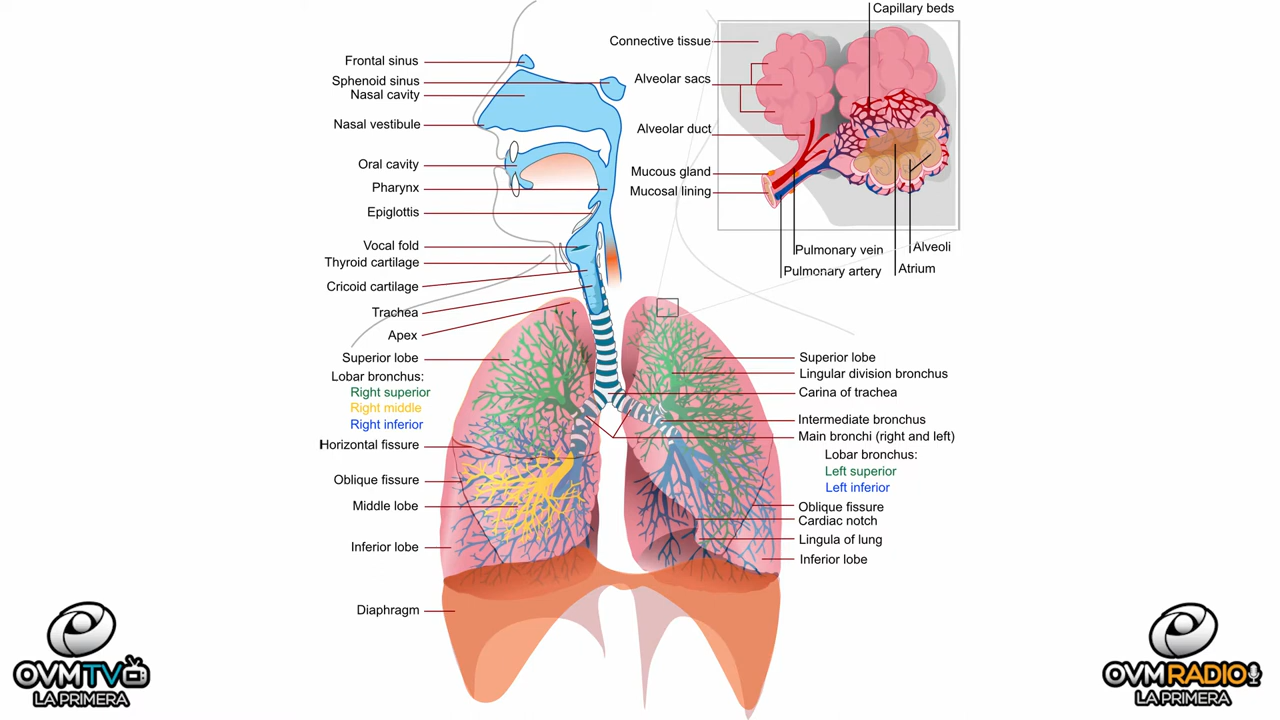 Capillary beds
Connective tissue
Alveolar sacs
Alveolar duct
Mucous gland
Mucosal lining
Pulmonary vein
Alveoli
Pulmonary artery
Atrium
Frontal sinus
Sphenoid sinus
Nasal cavity
Nasal vestibule
Oral cavity
Pharynx
Epiglottis
Vocal fold
Thyroid cartilage
Cricoid cartilage
Trachea
Apex
Superior lobe
Lobar bronchus:
Right superior
Right middle
Right inferior
Horizontal fissure
Oblique fissure
Middle lobe
Inferior lobe
Diaphragm
Superior lobe
Lingular division bronchus
Carina of trachea
Intermediate bronchus
Main bronchi (right and left)
Lobar bronchus:
Left superior
Left inferior
Oblique fissure
Cardiac notch
Lingula of lung
Inferior lobe
OVMTV
LA PRIMERA
OVMRADIO
LA PRIMERA